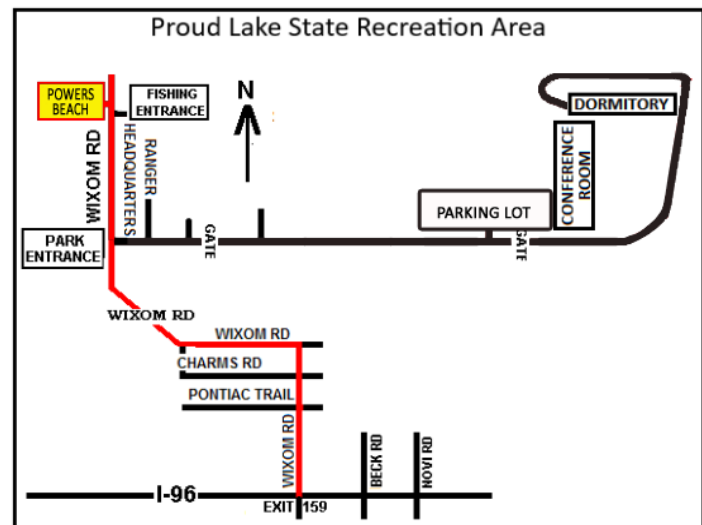 Proud Lake State Recreation Area
POWERS
BEACH
FISHING
ENTRANCE
N
DORMITORY
WIXOM RD
HEADQUARTERS
RANGER
CONFERENCE
ROOM
PARKING LOT
GATE
GATE
PARK
ENTRANCE
WIXOM RD
WIXOM RD
CHARMS RD
PONTIAC TRAIL
WIXOM RD
BECK RD
NOVI RD
I-96
EXIT 159